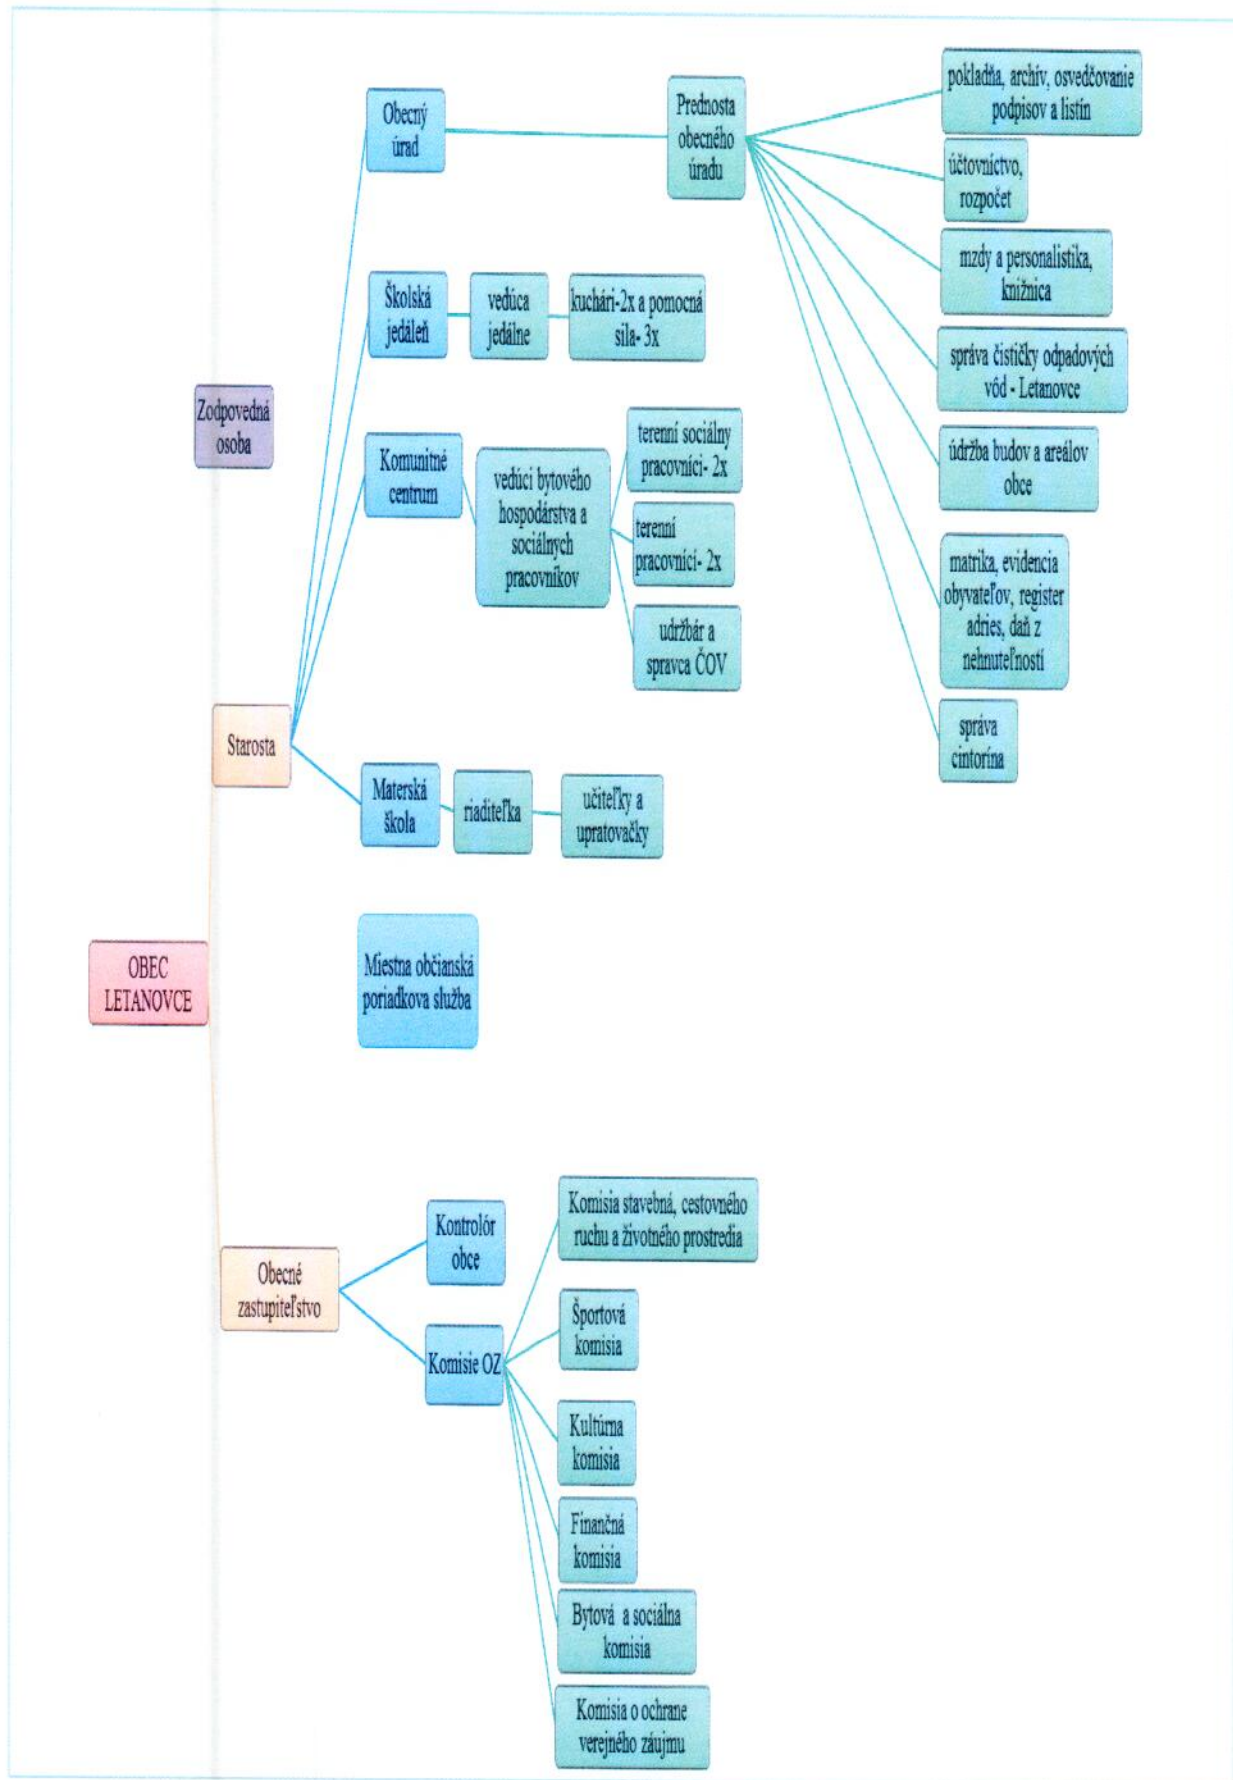 Obecný
úrad
Prednosta
obecného
úradu
pokladňa, archív, osvedčovanie
podpisov a listín
účtovníctvo,
rozpočet
mzdy a personalistika,
knižnica
správa čističky odpadových
vôd - Letanovce
údržba budov a areálov
obce
matrika, evidencia
obyvateľov, register
adries, daň z
nehnuteľností
správa
cintorína
Školská
jedáleň
vedúca
jedálne
kuchári-2x a pomocná
sila- 3x
Zodpovedná
osoba
Komunitné
centrum
vedúci bytového
hospodárstva a
sociálnych
pracovníkov
terenní sociálny
pracovníci- 2x
terenní
pracovníci- 2x
udržbár a
spravca ČOV
Starosta
Materská
škola
riaditeľka
učiteľky a
upratovačky
OBEC
LETANOVCE
Miestna občianská
poriadkova služba
Obecné
zastupiteľstvo
Kontrolór
obce
Komisie OZ
Komisia stavebná, cestovného
ruchu a životného prostredia
Športová
komisia
Kultúrna
komisia
Finančná
komisia
Bytová  a sociálna
komisia
Komisia o ochrane
verejného záujmu